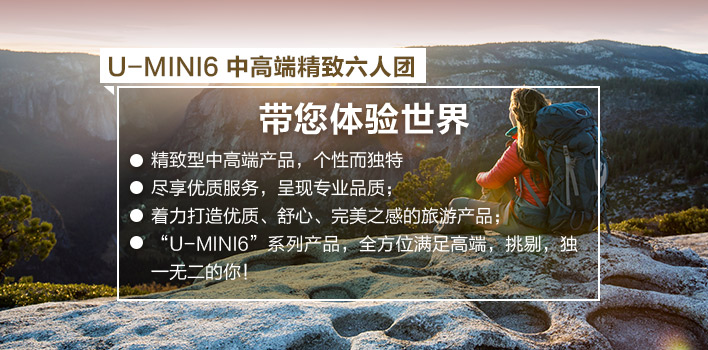 U-MINI6 中高端精致六人团
带您体验世界
● 精致型中高端产品，个性而独特
● 尽享优质服务，呈现专业品质；
● 着力打造优质、舒心、完美之感的旅游产品；
● “U-MINI6”系列产品，全方位满足高端，挑剔，独
一无二的你！